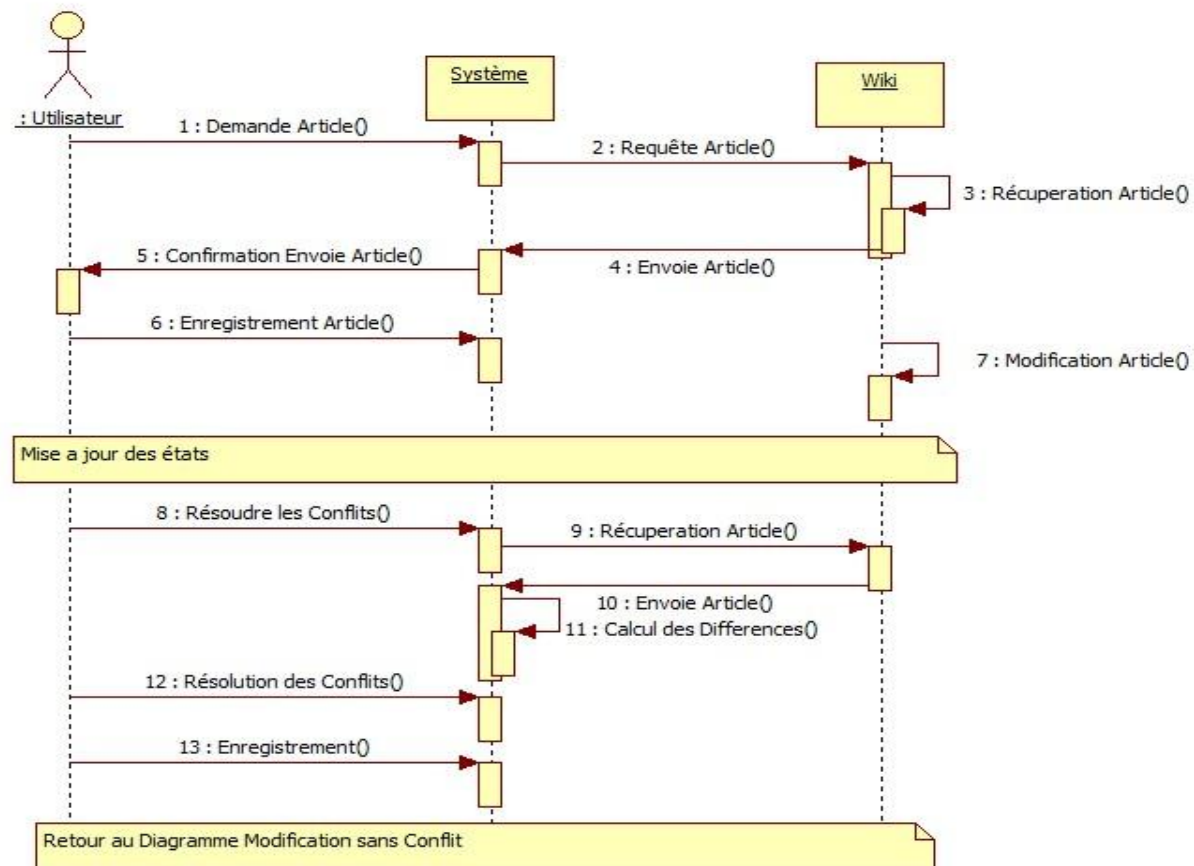 Système
Wiki
: Utilisateur
1 : Demande Article()
2 : Requête Article()
3 : Récuperation Article()
5 : Confirmation Envoie Article()
4 : Envoie Article()
6 : Enregistrement Article()
7 : Modification Article()
Mise a jour des états
8 : Résoudre les Conflits()
9 : Récuperation Article()
10 : Envoie Article()
11 : Calcul des Differences()
12 : Résolution des Conflits()
13 : Enregistrement()
Retour au Diagramme Modification sans Conflit